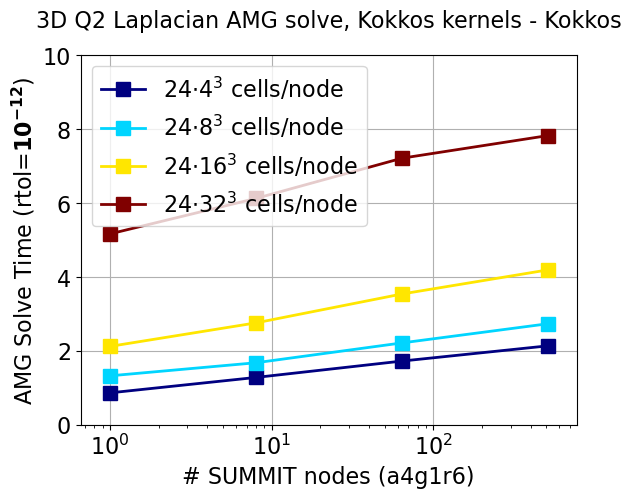 3D Q2 Laplacian AMG solve, Kokkos kernels - Kokkos
AMG Solve Time (rtol=10⁻¹²)
10
8
6
4
2
0
24·4³ cells/node
24·8³ cells/node
24·16³ cells/node
24·32³ cells/node
10⁰
10¹
10²
# SUMMIT nodes (a4g1r6)